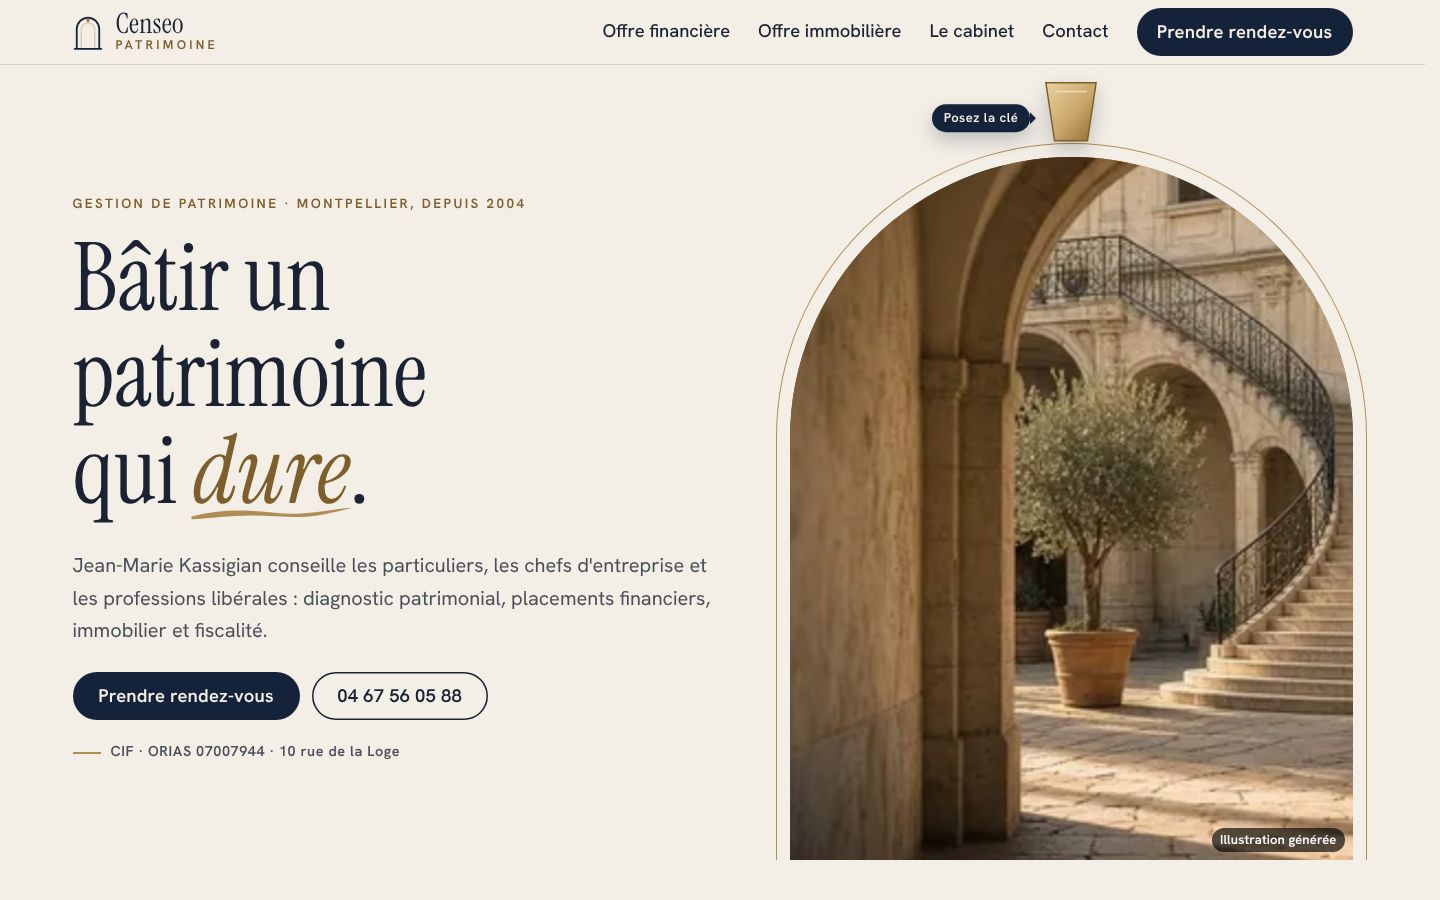 Censeo
PATRIMOINE
Offre financière
Offre immobilière
Le cabinet
Contact
Prendre rendez-vous
Posez la clé
GESTION DE PATRIMOINE · MONTPELLIER, DEPUIS 2004
Bâtir un
patrimoine
qui dure.
Jean-Marie Kassigian conseille les particuliers, les chefs d'entreprise et
les professions libérales : diagnostic patrimonial, placements financiers,
immobilier et fiscalité.
Prendre rendez-vous
04 67 56 05 88
CIF · ORIAS 07007944 · 10 rue de la Loge
Illustration générée